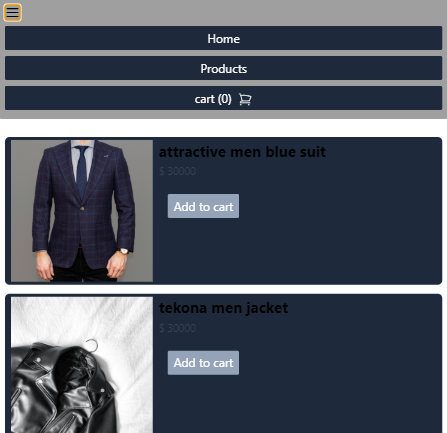 Home
Products
cart (0)
attractive men blue suit
$ 30000
Add to cart
tekona men jacket
$ 30000
Add to cart